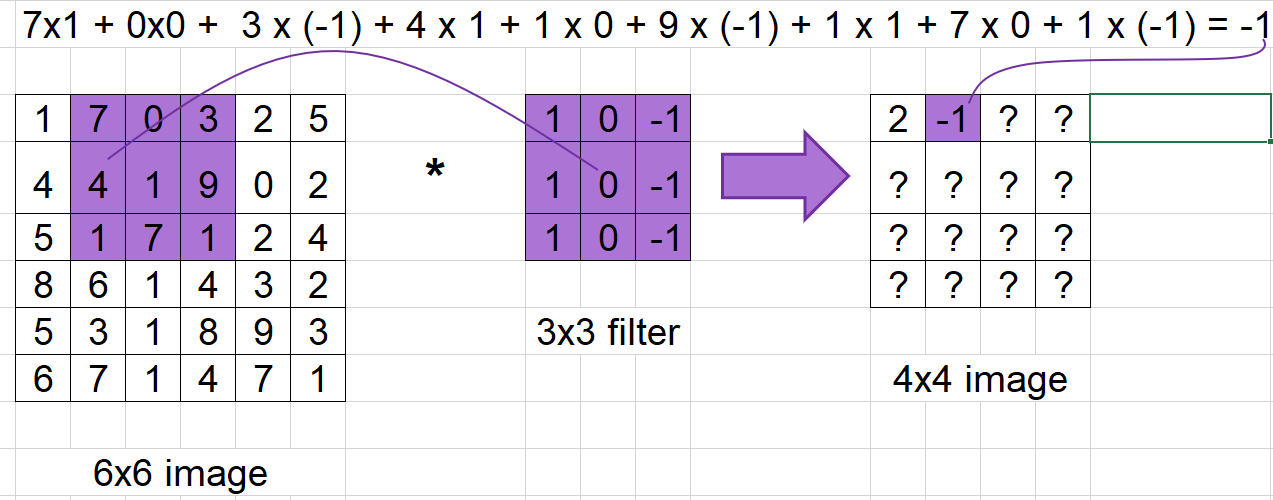 7x1 + 0x0 + 3 x (-1) + 4 x 1 + 1 x 0 + 9 x (-1) + 1 x 1 + 7 x 0 + 1 x (-1) = -1
1 7 0 3 2 5 1 0 -1 2 -1 ? ?
4 4 1 9 0 2 * 1 0 -1 ? ? ? ?
5 1 7 1 2 4 1 0 -1 ? ? ? ?
8 6 1 4 3 2 ? ? ? ?
5 3 1 8 9 3 3x3 filter
6 7 1 4 7 1 4x4 image
6x6 image